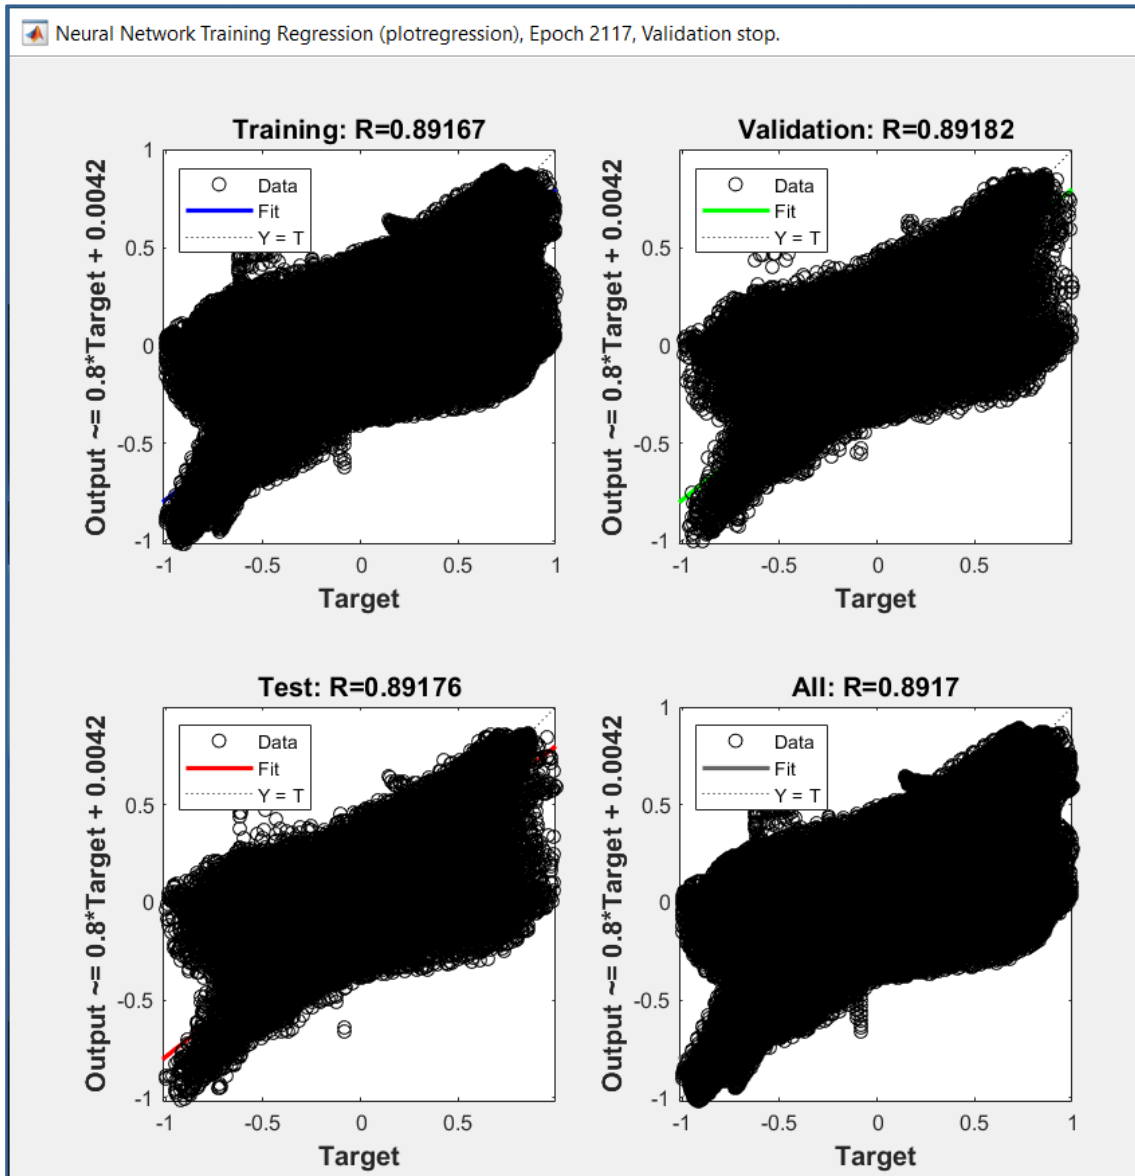 Neural Network Training Regression (plotregression), Epoch 2117, Validation stop.
Training: R=0.89167
Output ~= 0.8*Target + 0.0042
1
0.5
0
-0.5
-1
Data
Fit
Y = T
-1
-0.5
0
0.5
1
Target
Validation: R=0.89182
Output ~= 0.8*Target + 0.0042
1
0.5
0
-0.5
-1
Data
Fit
Y = T
-1
-0.5
0
0.5
1
Target
Test: R=0.89176
Output ~= 0.8*Target + 0.0042
0.5
0
-0.5
-1
Data
Fit
Y = T
-1
-0.5
0
0.5
Target
All: R=0.8917
Output ~= 0.8*Target + 0.0042
1
0.5
0
-0.5
-1
Data
Fit
Y = T
-1
-0.5
0
0.5
1
Target